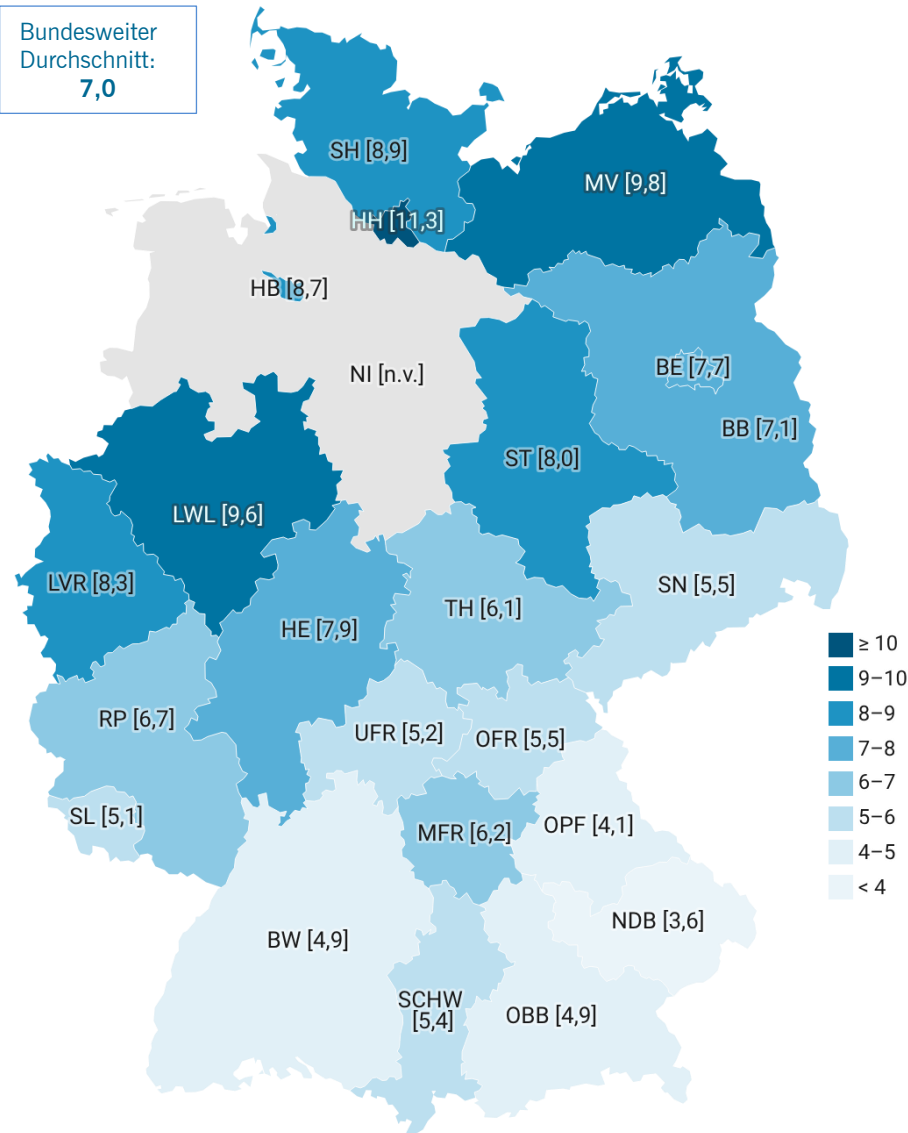 Bundesweiter
Durchschnitt:
7,0
SH [8,9]
MV [9,8]
HH [11,3]
HB [8,7]
BE [7,7]
NI [n.v.]
BB [7,1]
ST [8,0]
LWL [9,6]
LVR [8,3]
SN [5,5]
TH [6,1]
HE [7,9]
≥ 10
9–10
8–9
7–8
6–7
5–6
4–5
< 4
RP [6,7]
UFR [5,2]
OFR [5,5]
SL [5,1]
MFR [6,2]
OPF [4,1]
NDB [3,6]
BW [4,9]
SCHW
[5,4]
OBB [4,9]